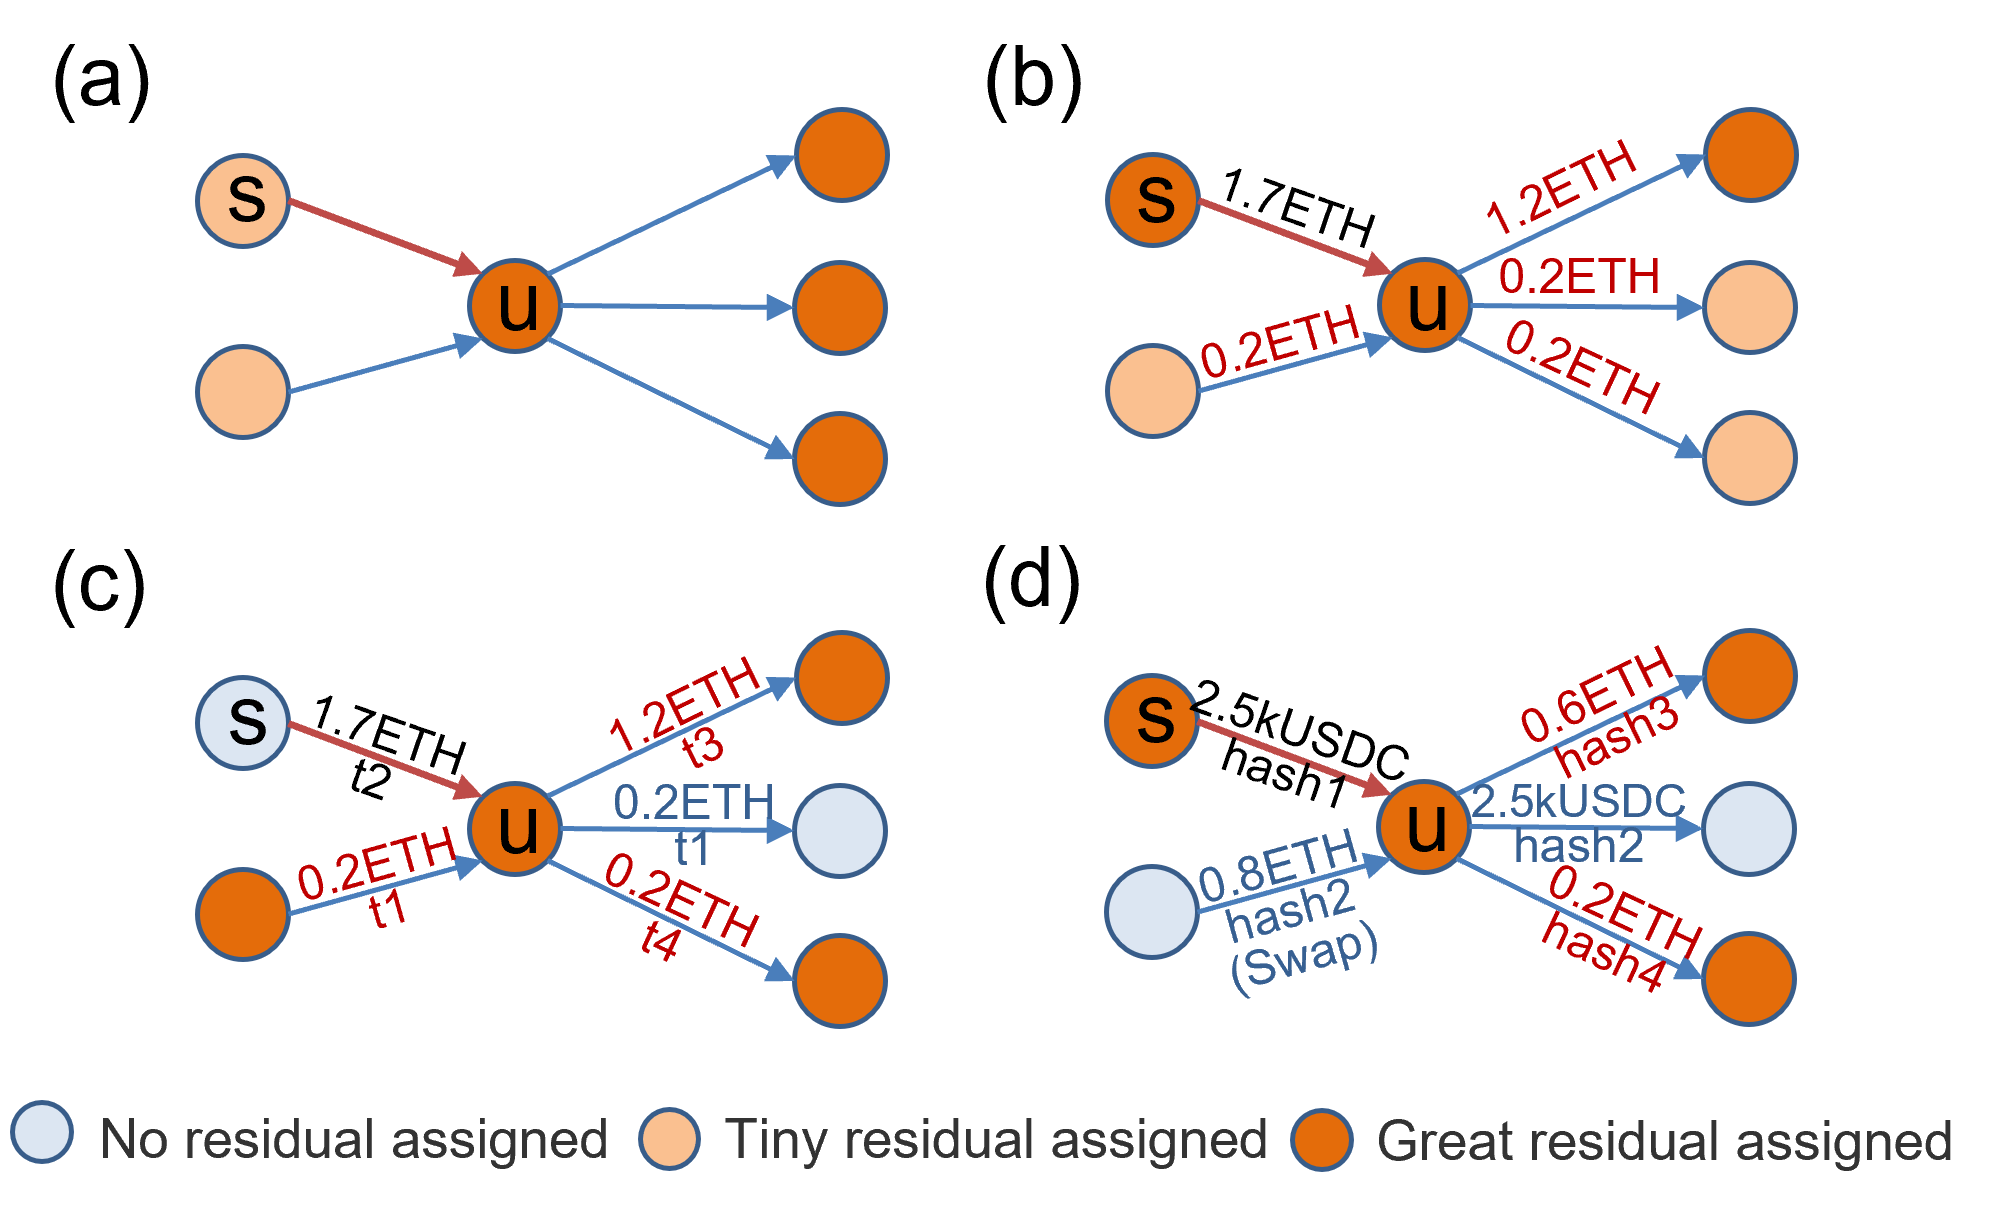 (a)
s
u
(b)
s
1.7ETH
0.2ETH
u
1.2ETH
0.2ETH
0.2ETH
(c)
s
1.7ETH
t2
0.2ETH
t1
u
1.2ETH
t3
0.2ETH
t1
0.2ETH
t4
(d)
s
2.5kUSDC
hash1
0.8ETH
hash2
(Swap)
u
0.6ETH
hash3
2.5kUSDC
hash2
0.2ETH
hash4
No residual assigned
Tiny residual assigned
Great residual assigned